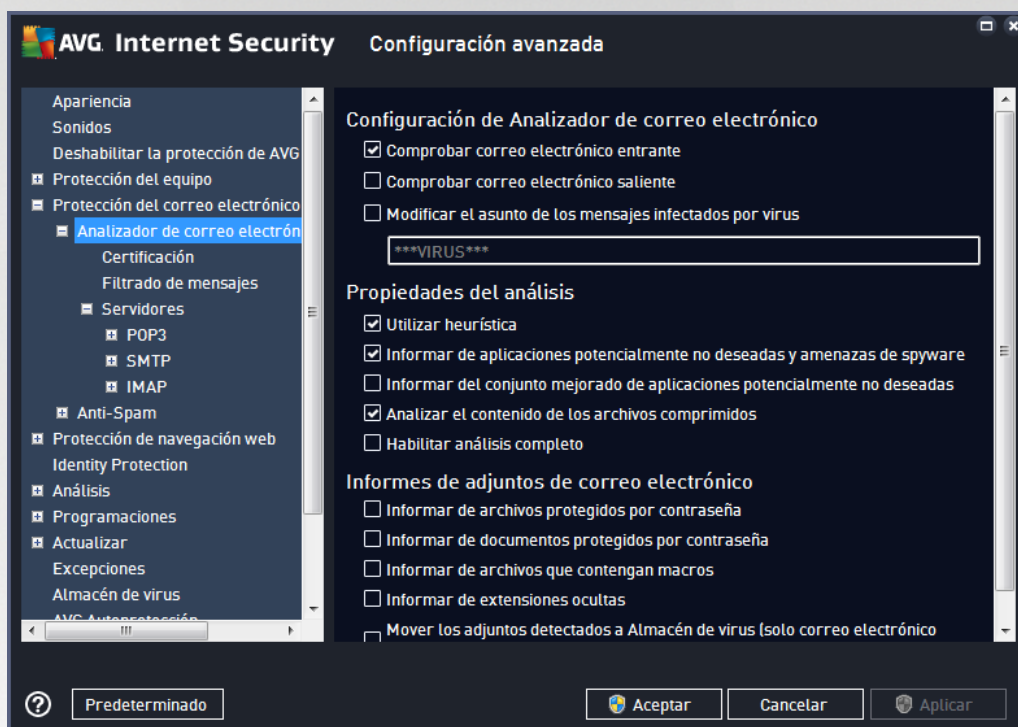 AVG Internet Security Configuración avanzada
Apariencia
Sonidos
Deshabilitar la protección de AVG
Protección del equipo
Protección del correo electrónico
Analizador de correo electrón
Certificación
Filtrado de mensajes
Servidores
POP3
SMTP
IMAP
Anti-Spam
Protección de navegación web
Identity Protection
Análisis
Programaciones
Actualizar
Excepciones
Almacén de virus
AVG Autoprotección
Configuración de Analizador de correo electrónico
Comprobar correo electrónico entrante
Comprobar correo electrónico saliente
Modificar el asunto de los mensajes infectados por virus
***VIRUS***
Propiedades del análisis
Utilizar heurística
Informar de aplicaciones potencialmente no deseadas y amenazas de spyware
Informar del conjunto mejorado de aplicaciones potencialmente no deseadas
Analizar el contenido de los archivos comprimidos
Habilitar análisis completo
Informes de adjuntos de correo electrónico
Informar de archivos protegidos por contraseña
Informar de documentos protegidos por contraseña
Informar de archivos que contengan macros
Informar de extensiones ocultas
Mover los adjuntos detectados a Almacén de virus (solo correo electrónico
Predeterminado
Aceptar
Cancelar
Aplicar